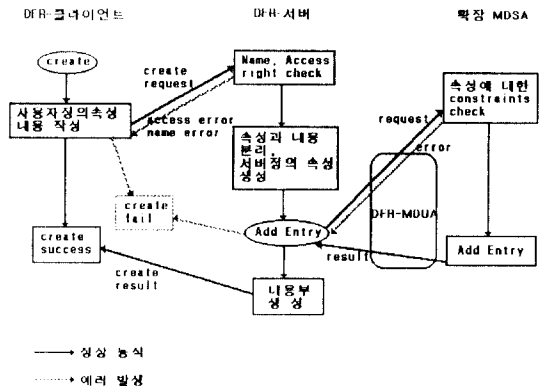 DFR-클라이언트
DFR-서버
확장 MDSA
create
create
request
Name, Access
right check
속성에 대한
constraints
check
사용자정의속성
내용 작성
access error
name error
request
error
속성과 내용
분리,
서버정의 속성
생성
create
fail
DFR-MDUA
create
success
Add Entry
result
Add Entry
create
result
내용부
생성
정상 동작
에러 발생